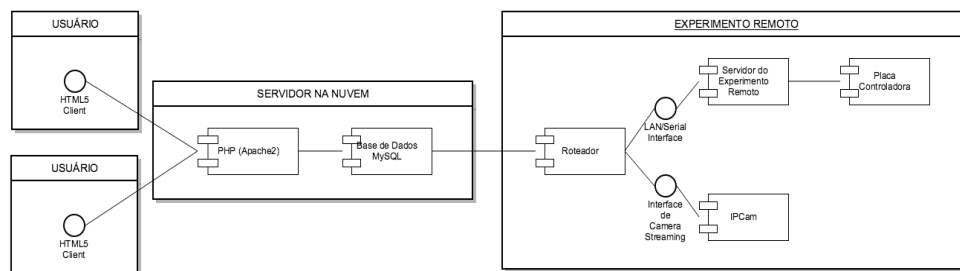 USUÁRIO
HTML5
Client
USUÁRIO
HTML5
Client
SERVIDOR NA NUVEM
PHP (Apache2)
Base de Dados
MySQL
EXPERIMENTO REMOTO
Roteador
LAN/Serial
Interface
Servidor do
Experimento
Remoto
Placa
Controladora
Interface
de
Camera
Streaming
IPCam